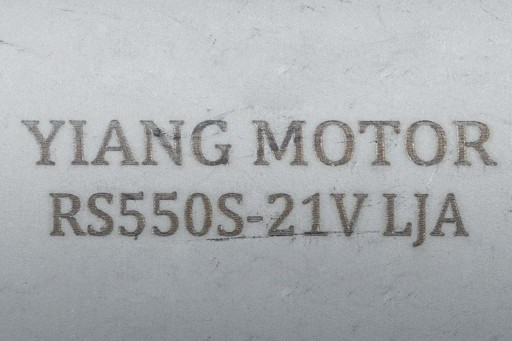 YIANG MOTOR
RS550S-21V LJA